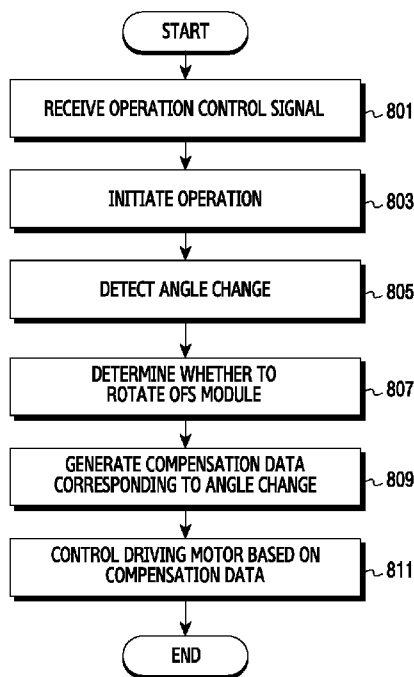 START
RECEIVE OPERATION CONTROL SIGNAL
801
INITIATE OPERATION
803
DETECT ANGLE CHANGE
805
DETERMINE WHETHER TO
ROTATE OFS MODULE
807
GENERATE COMPENSATION DATA
CORRESPONDING TO ANGLE CHANGE
809
CONTROL DRIVING MOTOR BASED ON
COMPENSATION DATA
811
END